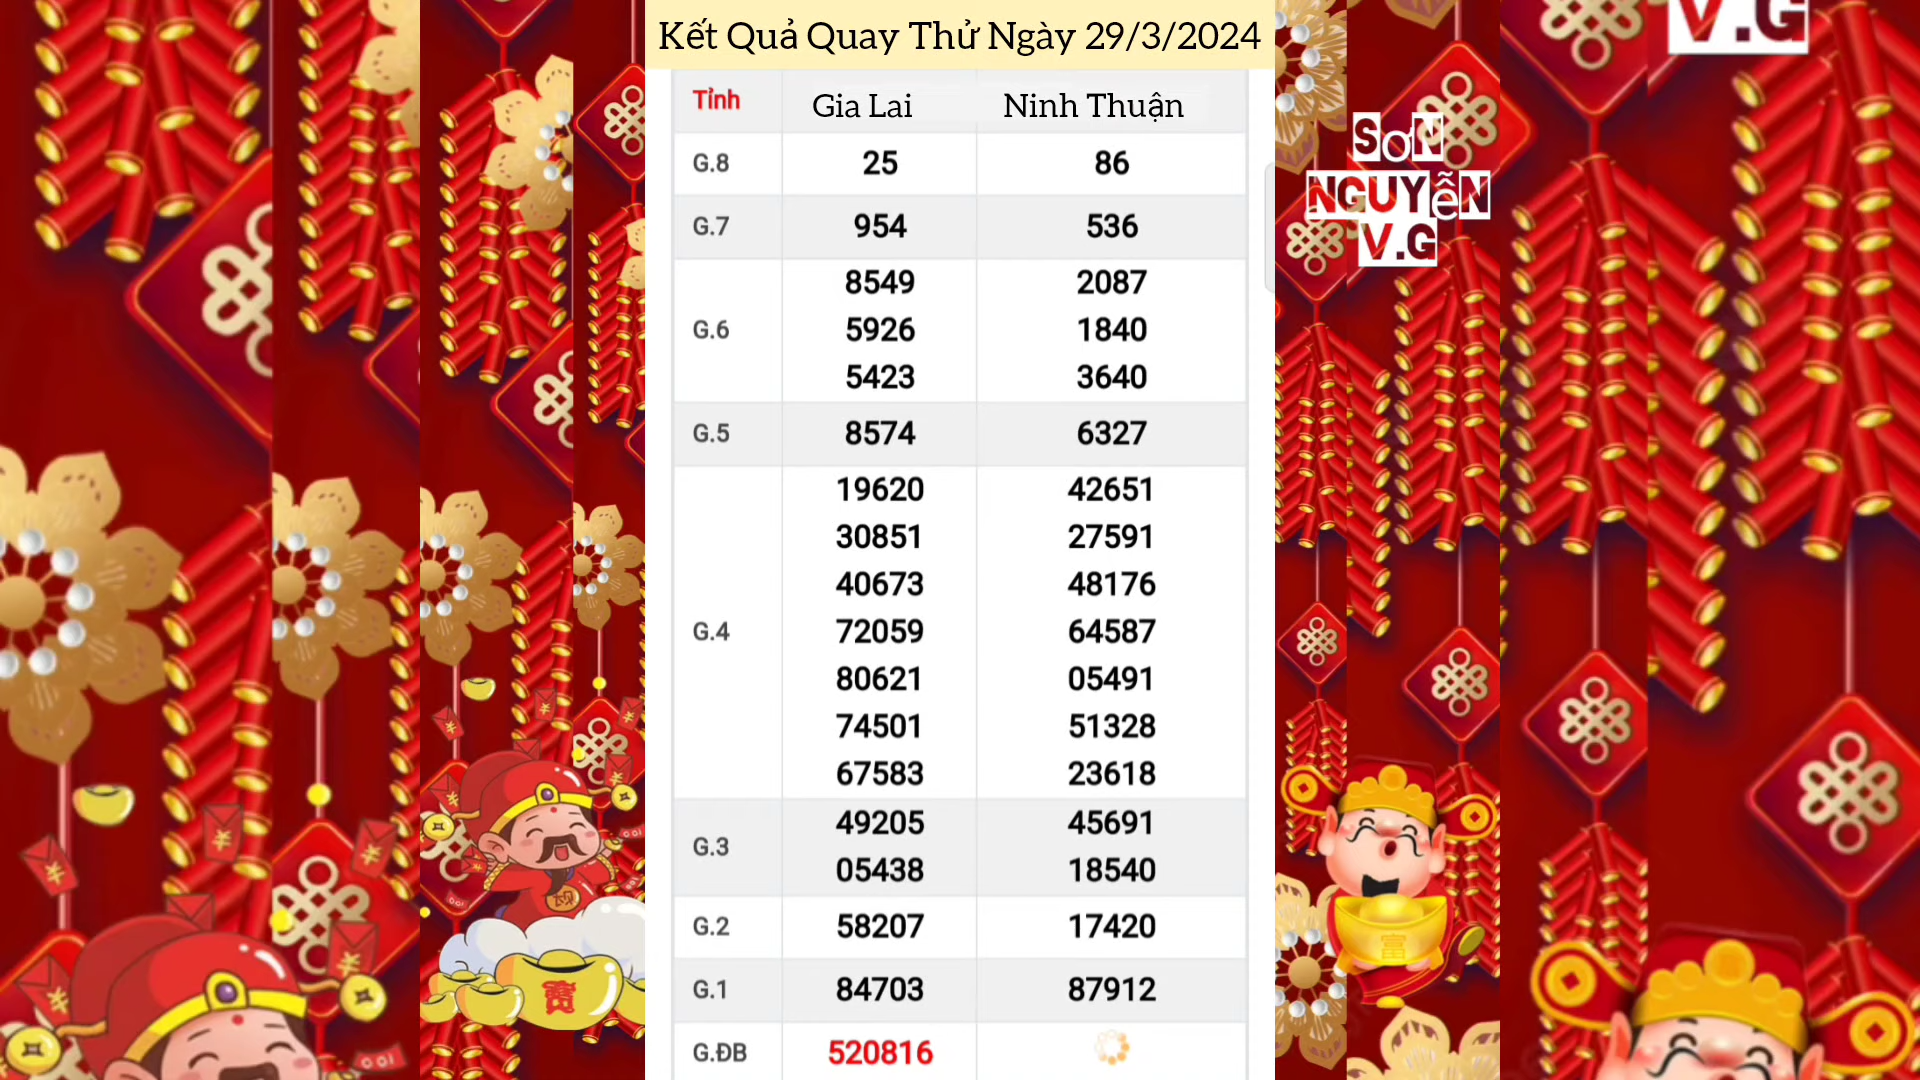 Kết Quả Quay Thử Ngày 29/3/2024
Tỉnh Gia Lai Ninh Thuận
G.8 25 86
G.7 954 536
G.6 8549 2087
5926 1840
5423 3640
G.5 8574 6327
G.4 19620 42651
30851 27591
40673 48176
72059 64587
80621 05491
74501 51328
67583 23618
G.3 49205 45691
05438 18540
G.2 58207 17420
G.1 84703 87912
G.ĐB 520816
SƠN
NGUYỄN
V.G
V.G
富